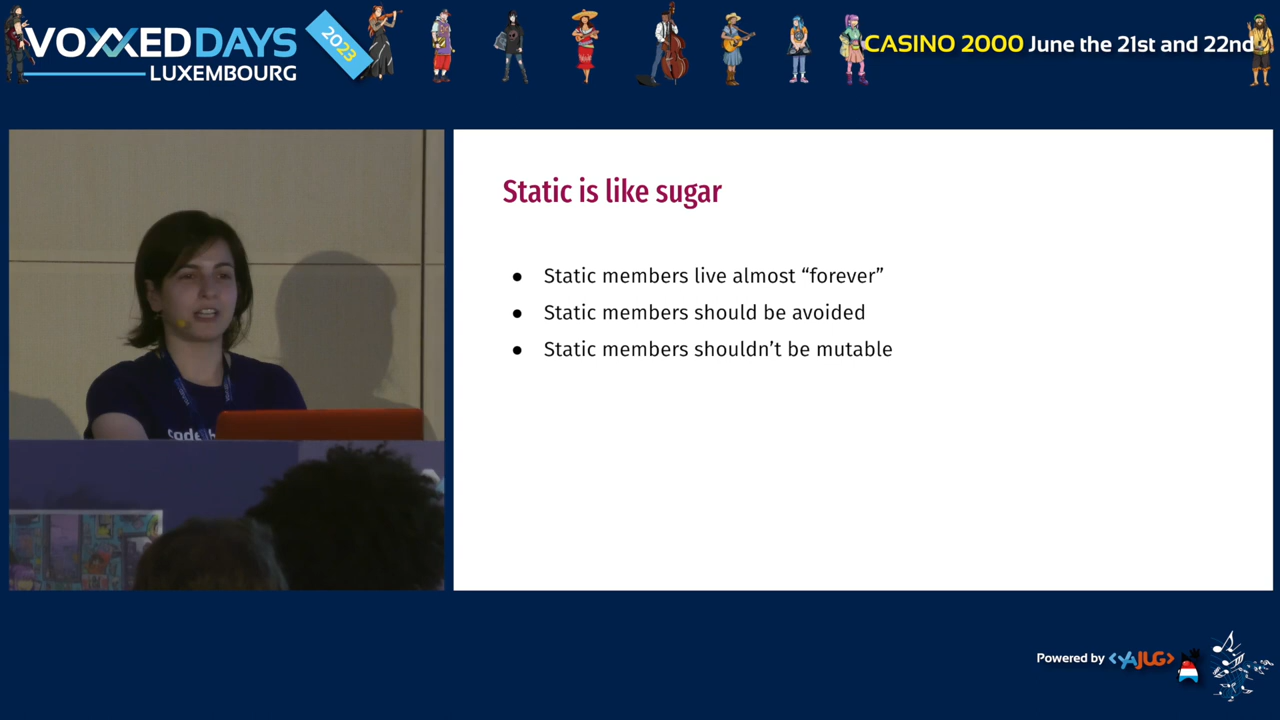 VOXXEDDAYS
LUXEMBOURG
2023
CASINO 2000 June the 21st and 22nd
Static is like sugar
● Static members live almost “forever”
● Static members should be avoided
● Static members shouldn’t be mutable
Powered by <YAJUG>